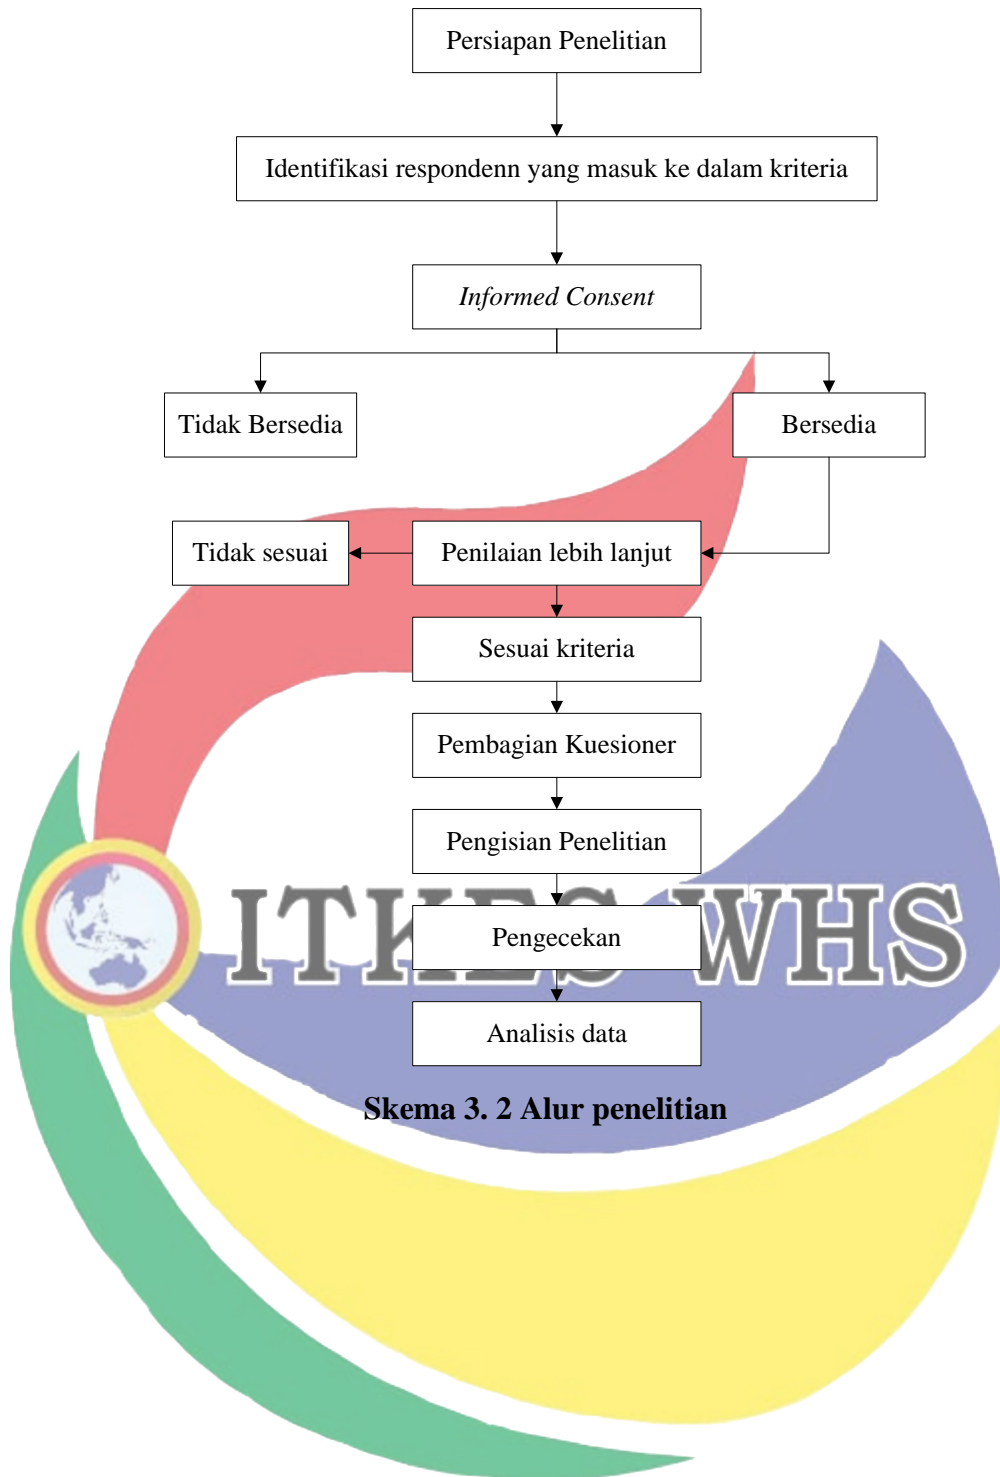 Persiapan Penelitian
Identifikasi respondenn yang masuk ke dalam kriteria
Informed Consent
Tidak Bersedia
Bersedia
Tidak sesuai
Penilaian lebih lanjut
Sesuai kriteria
Pembagian Kuesioner
Pengisian Penelitian
ITKES WHS
Pengecekan
Analisis data
Skema 3. 2 Alur penelitian